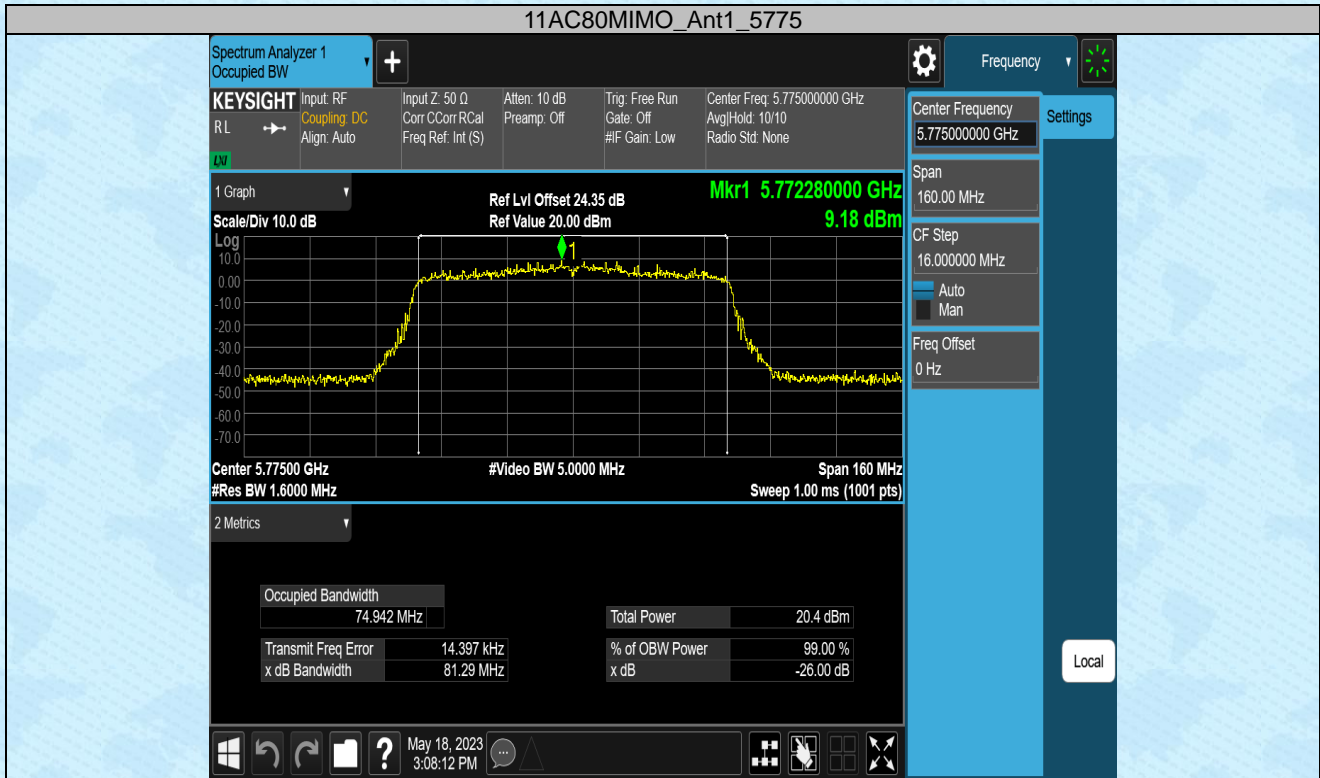 11AC80MIMO_Ant1_5775
Spectrum Analyzer 1
Occupied BW
+
Frequency
KEYSIGHT
RL
LXI
Input: RF
Coupling: DC
Align: Auto
Input Z: 50 Ω
Corr CCorr RCal
Freq Ref: Int (S)
Atten: 10 dB
Preamp: Off
Trig: Free Run
Gate: Off
#IF Gain: Low
Center Freq: 5.775000000 GHz
Avg|Hold: 10/10
Radio Std: None
Center Frequency
5.775000000 GHz
Settings
Span
160.00 MHz
CF Step
16.000000 MHz
Auto
Man
Freq Offset
0 Hz
1 Graph
Scale/Div 10.0 dB
Ref Lvl Offset 24.35 dB
Ref Value 20.00 dBm
Mkr1 5.772280000 GHz
9.18 dBm
Log
1
10.0
0.00
-10.0
-20.0
-30.0
-40.0
-50.0
-60.0
-70.0
Center 5.77500 GHz
#Video BW 5.0000 MHz
Span 160 MHz
#Res BW 1.6000 MHz
Sweep 1.00 ms (1001 pts)
2 Metrics
Occupied Bandwidth
74.942 MHz
Total Power 20.4 dBm
Transmit Freq Error 14.397 kHz
% of OBW Power 99.00 %
x dB Bandwidth 81.29 MHz
x dB -26.00 dB
Local
?
May 18, 2023
3:08:12 PM